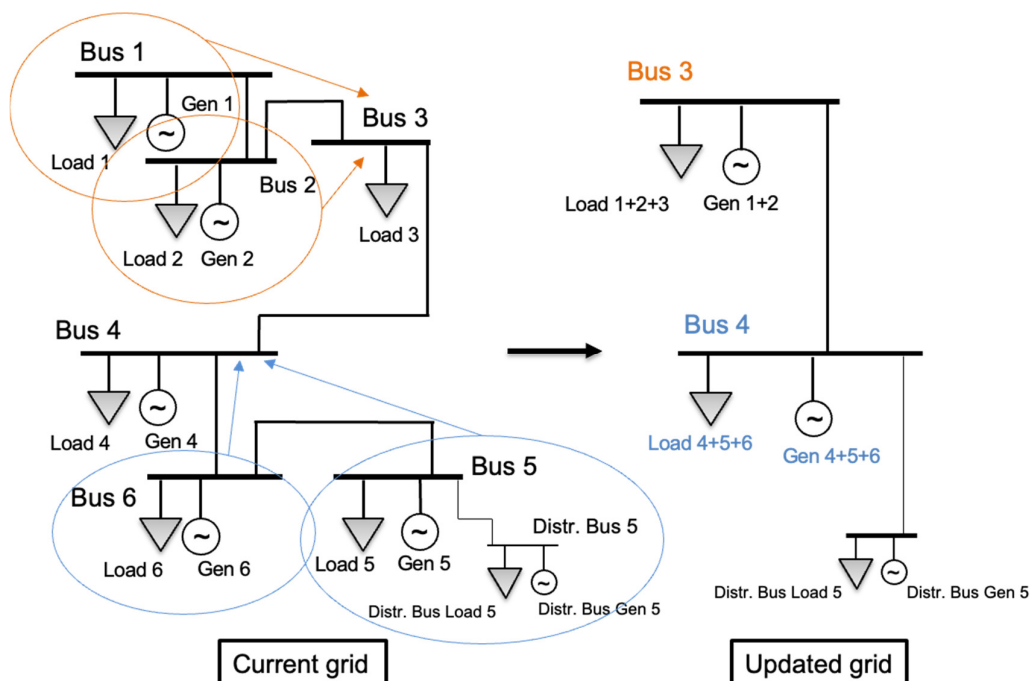 Bus 1
Gen 1
Load 1
Bus 2
Load 2
Gen 2
Bus 3
Load 3
Bus 4
Load 4
Gen 4
Bus 6
Load 6
Gen 6
Bus 5
Load 5
Gen 5
Distr. Bus 5
Distr. Bus Load 5
Distr. Bus Gen 5
Current grid
Bus 3
Load 1+2+3
Gen 1+2
Bus 4
Load 4+5+6
Gen 4+5+6
Distr. Bus Load 5
Distr. Bus Gen 5
Updated grid